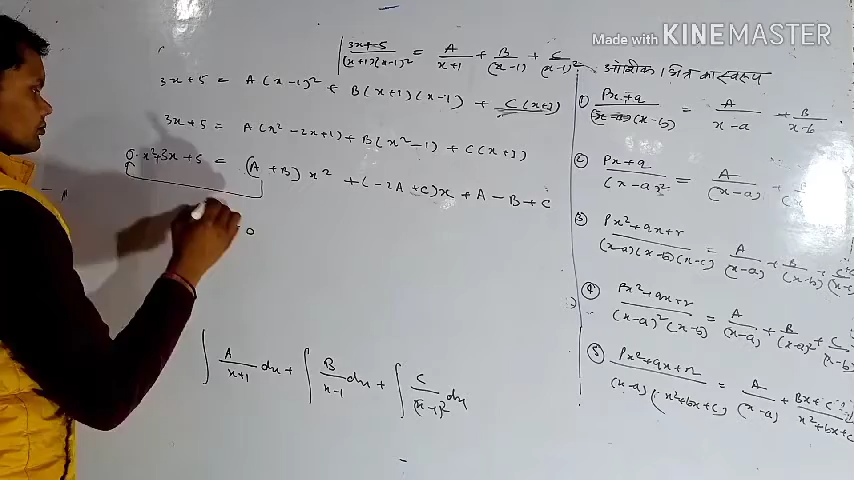 Made with KINEMASTER
(3x+5)/((x+1)(x-1)²) = A/(x+1) + B/(x-1) + C/(x-1)²
3x+5 = A(x-1)² + B(x+1)(x-1) + C(x+1)
3x+5 = A(x²-2x+1) + B(x²-1) + C(x+1)
0·x²+3x+5 = (A+B)x² + (-2A+C)x + A-B+C
0
∫ A/(x+1) dx + ∫ B/(x-1) dx + ∫ C/(x-1)² dx
का स्वरूप
① (Px+q)/((x-a)(x-b)) = A/(x-a) + B/(x-b)
② (Px+q)/(x-a)² = A/(x-a) +
③ (Px²+qx+r)/((x-a)(x-b)(x-c)) = A/(x-a) + B/(x-b) + C/(x-c
④ (Px²+qx+r)/((x-a)²(x-b)) = A/(x-a) + B/(x-a)² + C/(x-b)
⑤ (Px²+qx+r)/((x-a)(x²+bx+c)) = A/(x-a) + (Bx+C)/(x²+bx+c